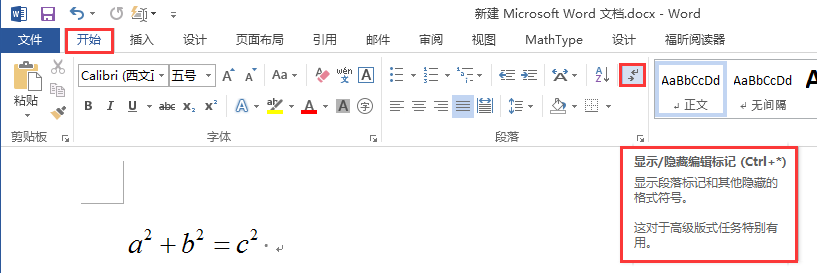 新建 Microsoft Word 文档.docx - Word
文件 开始 插入 设计 页面布局 引用 邮件 审阅 视图 MathType 设计 福昕阅读器
粘贴
Calibri (西文正 五号 A A Aa wén 文 A
B I U abc x₂ x² A ab A A 字
A Z
AaBbCcDd AaBbCcDd A
正文 无间隔
剪贴板 字体 段落
显示/隐藏编辑标记 (Ctrl+*)
显示段落标记和其他隐藏的
格式符号。
这对于高级版式任务特别有
用。
a² + b² = c²